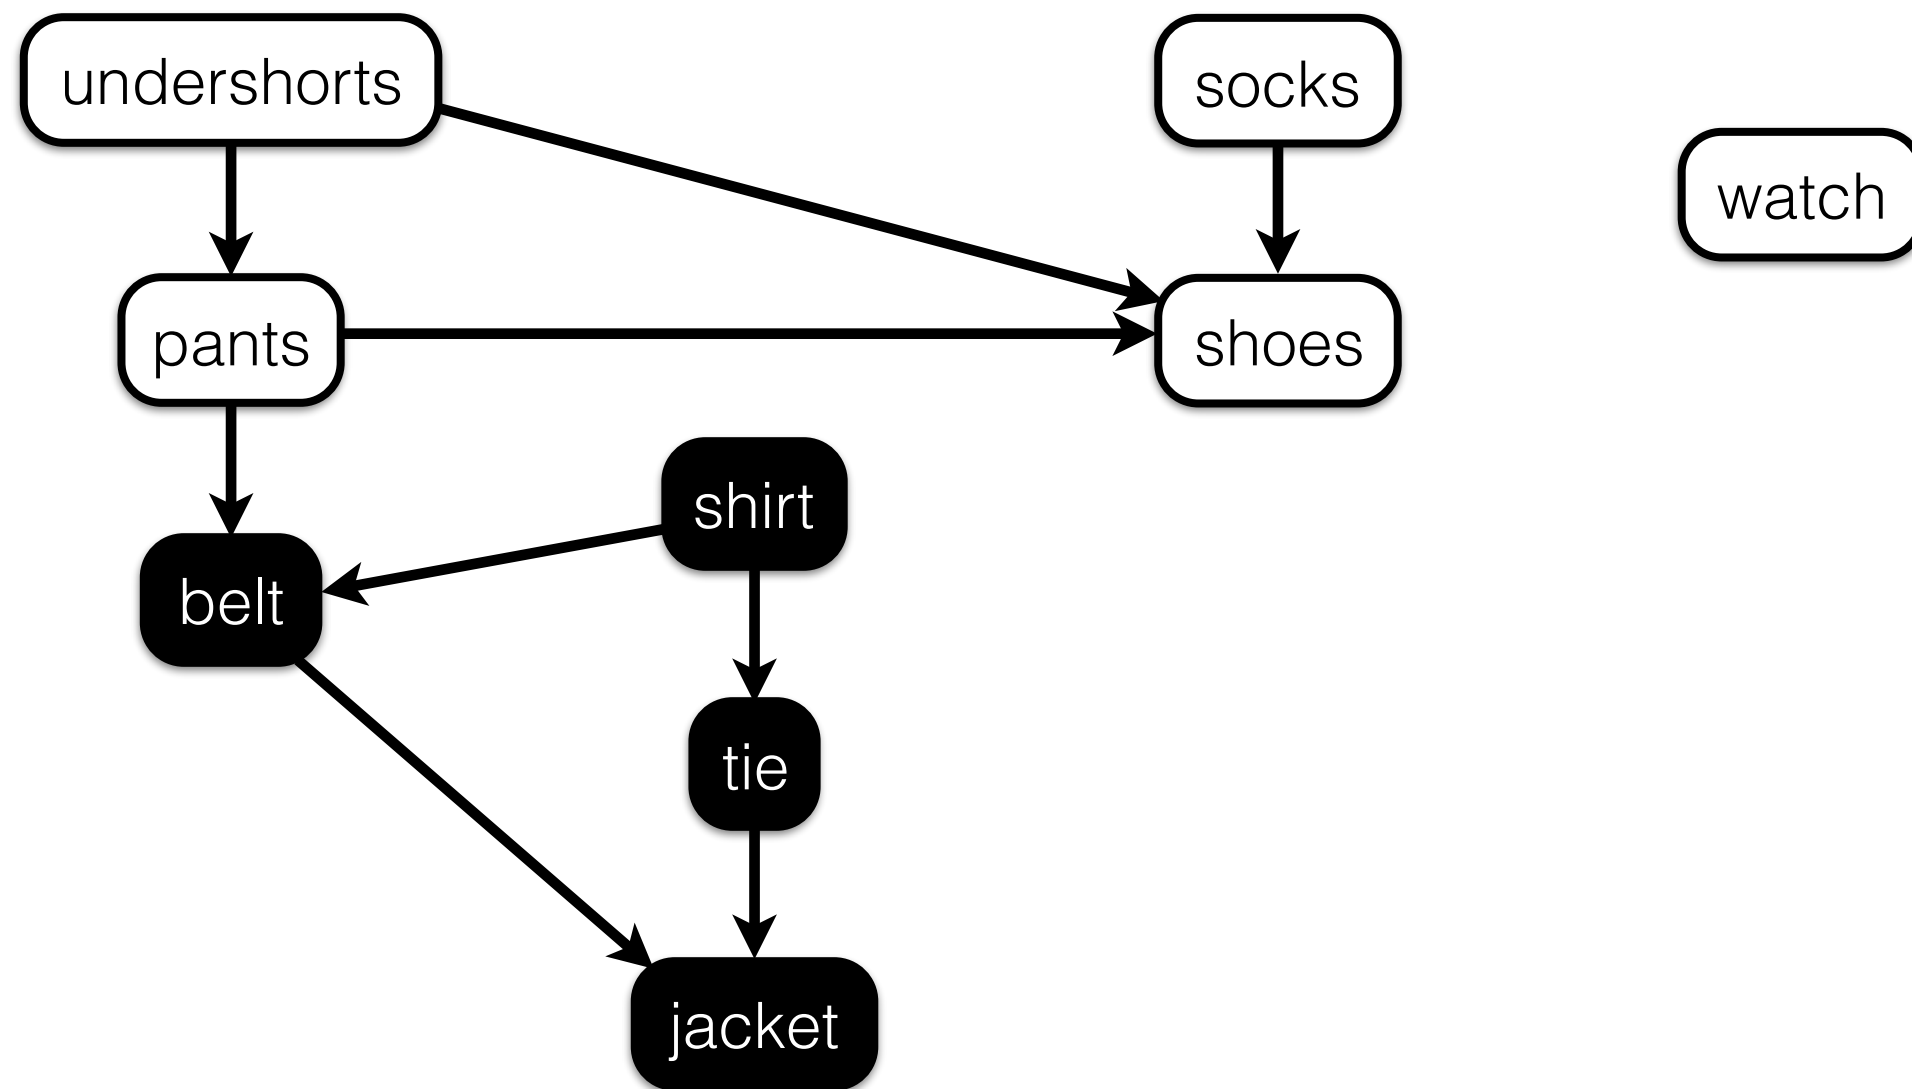 undershorts
socks
watch
pants
shoes
shirt
belt
tie
jacket